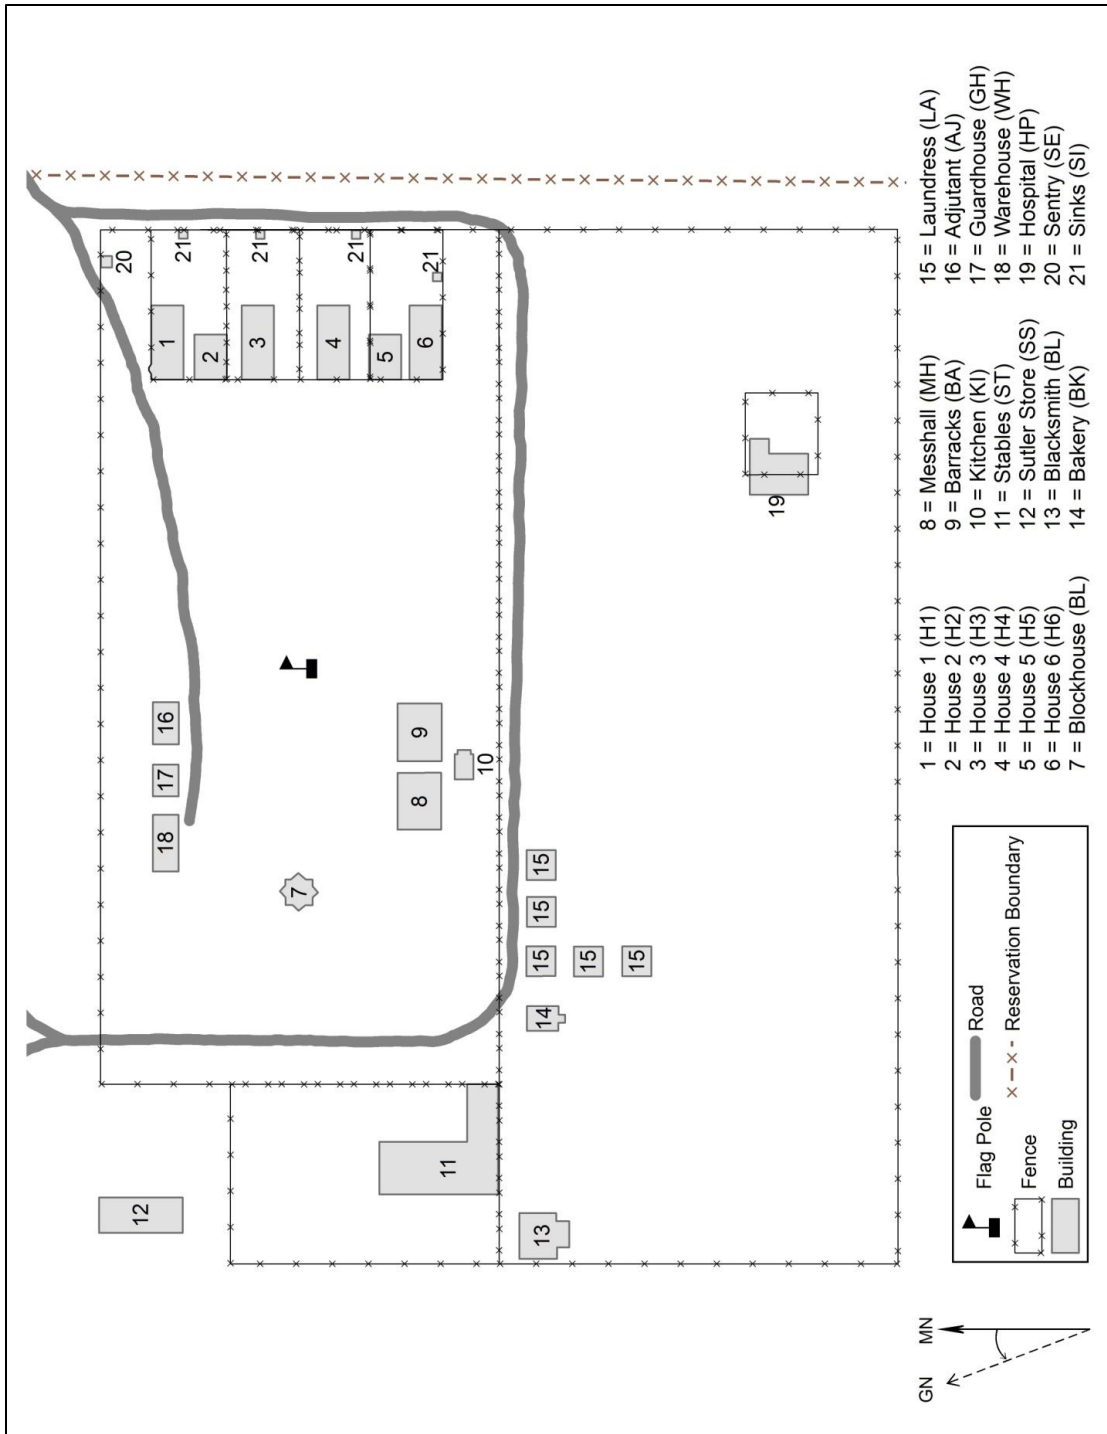 20
12
18 17 16 1 21
2
3 21
7
4 21
5
8 9 6 21
11
10
13 14 15 15 15
15
15
19
GN MN
Flag Pole
Road
Fence
Reservation Boundary
Building
1 = House 1 (H1)
2 = House 2 (H2)
3 = House 3 (H3)
4 = House 4 (H4)
5 = House 5 (H5)
6 = House 6 (H6)
7 = Blockhouse (BL)
8 = Messhall (MH)
9 = Barracks (BA)
10 = Kitchen (KI)
11 = Stables (ST)
12 = Sutler Store (SS)
13 = Blacksmith (BL)
14 = Bakery (BK)
15 = Laundress (LA)
16 = Adjutant (AJ)
17 = Guardhouse (GH)
18 = Warehouse (WH)
19 = Hospital (HP)
20 = Sentry (SE)
21 = Sinks (SI)